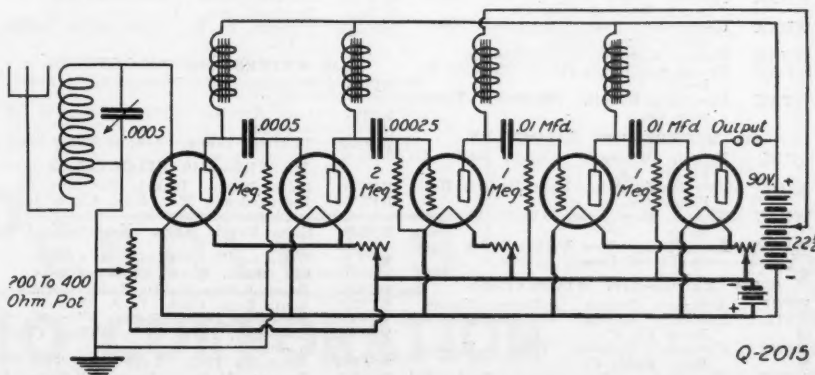 .0005
.0005
.00025
.01 Mfd.
.01 Mfd.
Output
1
Meg
2
Meg
1
Meg
1
Meg
90V.
+
22½
-
-
+
200 To 400
Ohm Pot
Q-2015